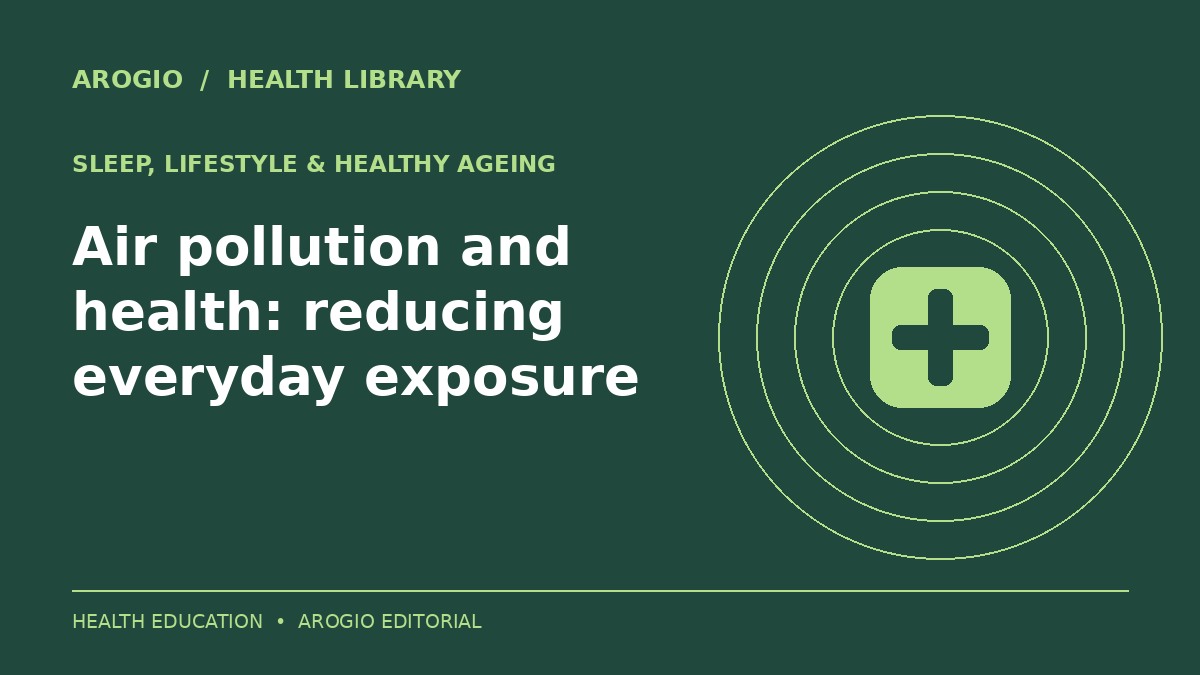 AROGIO / HEALTH LIBRARY
SLEEP, LIFESTYLE & HEALTHY AGEING
Air pollution and
health: reducing
everyday exposure
HEALTH EDUCATION • AROGIO EDITORIAL